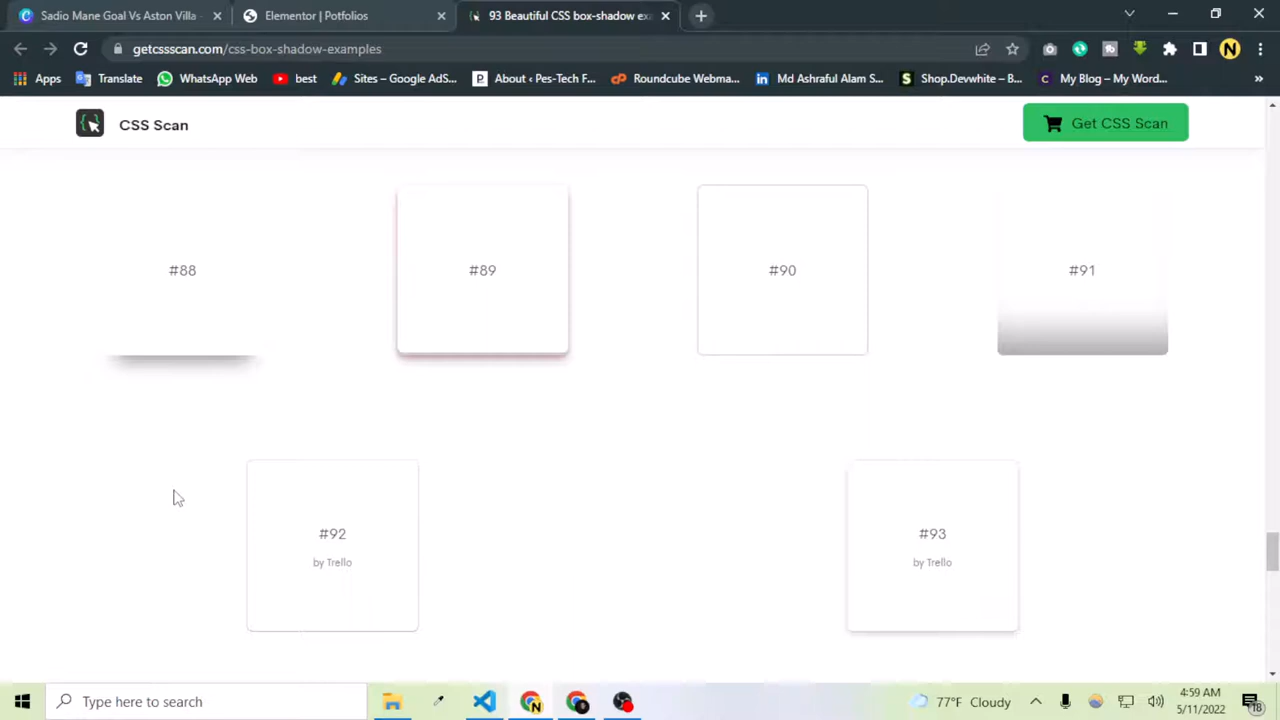 Sadio Mane Goal Vs Aston Villa
Elementor | Potfolios
93 Beautiful CSS box-shadow ex
getcssscan.com/css-box-shadow-examples
N
Apps
Translate
WhatsApp Web
best
Sites – Google AdS...
About ‹ Pes-Tech F...
Roundcube Webma...
Md Ashraful Alam S...
Shop.Devwhite – B...
My Blog – My Word...
»
CSS Scan
Get CSS Scan
#88
#89
#90
#91
#92
by Trello
#93
by Trello
Type here to search
77°F Cloudy
4:59 AM
5/11/2022
18